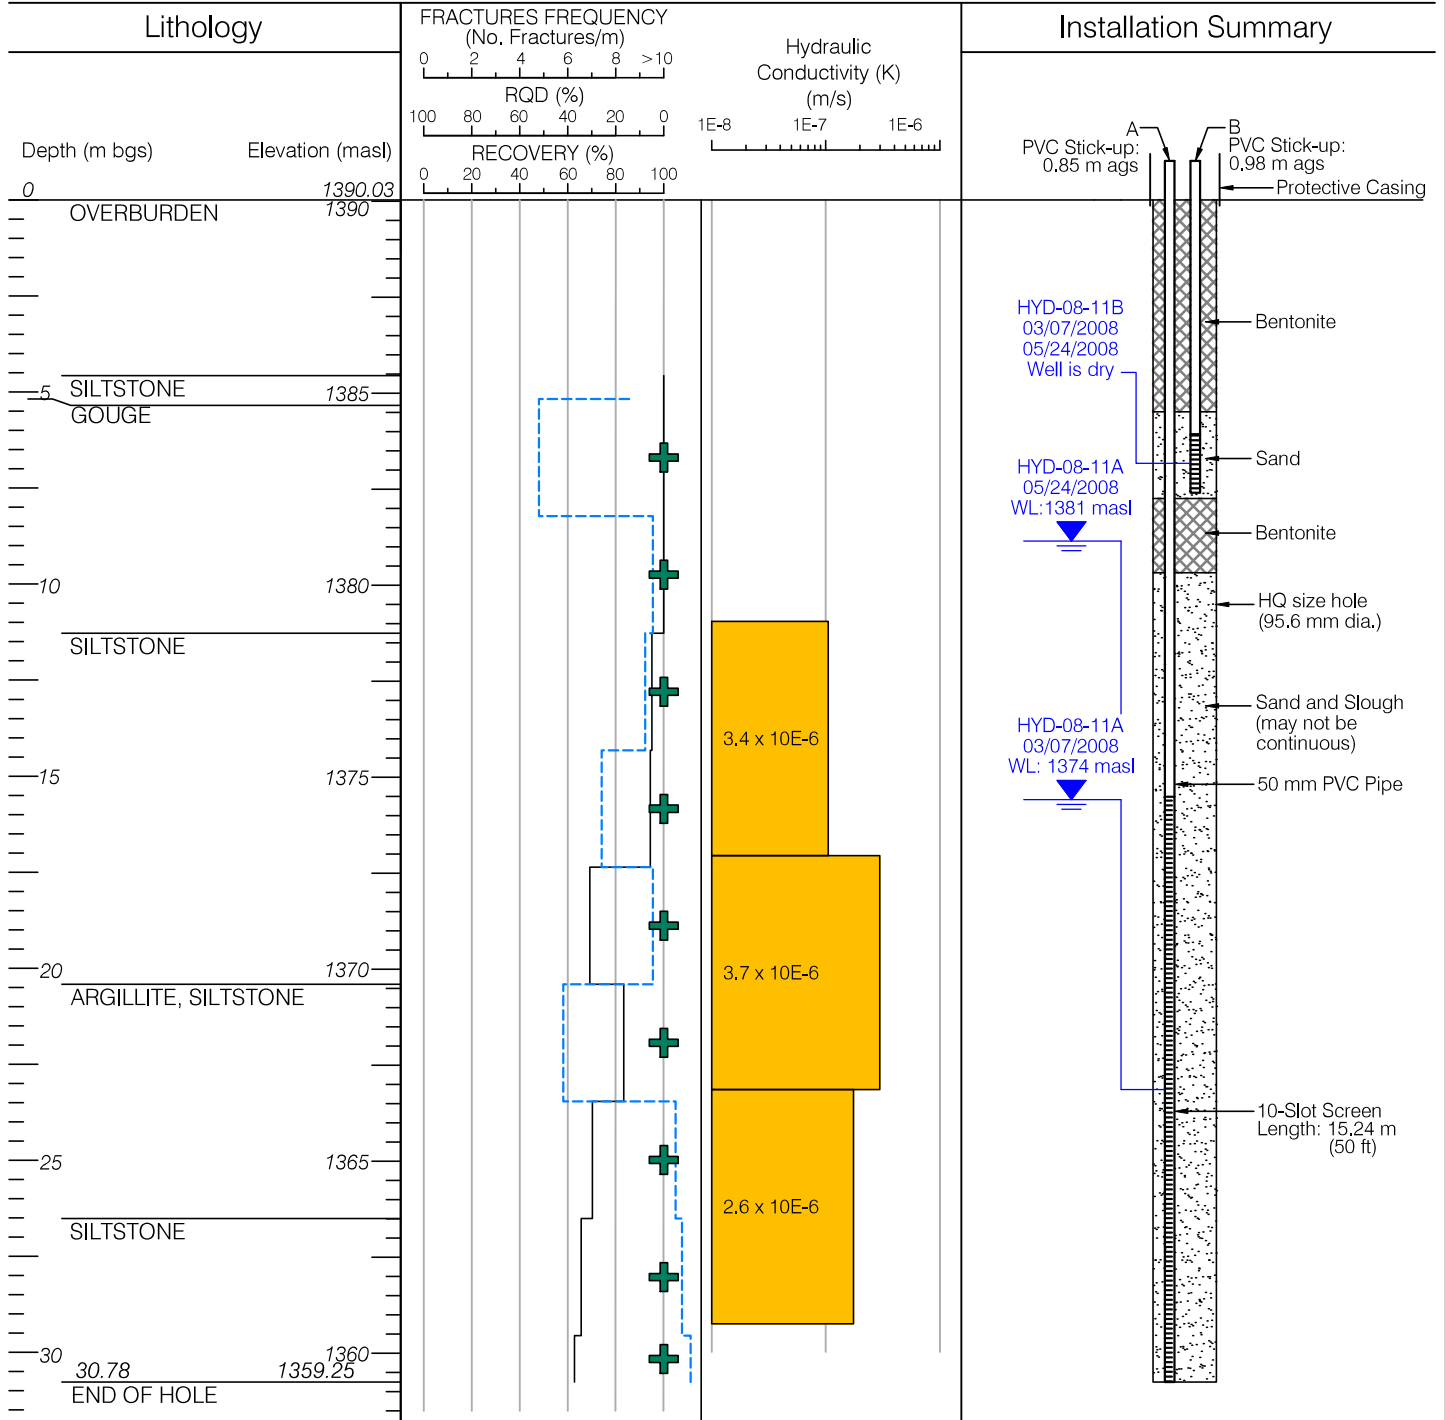 Lithology
FRACTURES FREQUENCY
(No. Fractures/m)
0 2 4 6 8 >10
RQD (%)
100 80 60 40 20 0
RECOVERY (%)
0 20 40 60 80 100
Hydraulic
Conductivity (K)
(m/s)
1E-8 1E-7 1E-6
Installation Summary
Depth (m bgs) Elevation (masl)
0 1390.03
OVERBURDEN 1390
SILTSTONE
5 1385
GOUGE
10 1380
SILTSTONE
15 1375
20 1370
ARGILLITE, SILTSTONE
25 1365
SILTSTONE
30 1360
30.78 1359.25
END OF HOLE
3.4 x 10E-6
3.7 x 10E-6
2.6 x 10E-6
A
PVC Stick-up:
0.85 m ags
B
PVC Stick-up:
0.98 m ags
Protective Casing
HYD-08-11B
03/07/2008
05/24/2008
Well is dry
Bentonite
Sand
HYD-08-11A
05/24/2008
WL:1381 masl
Bentonite
HQ size hole
(95.6 mm dia.)
Sand and Slough
(may not be
continuous)
HYD-08-11A
03/07/2008
WL: 1374 masl
50 mm PVC Pipe
10-Slot Screen
Length: 15.24 m
(50 ft)